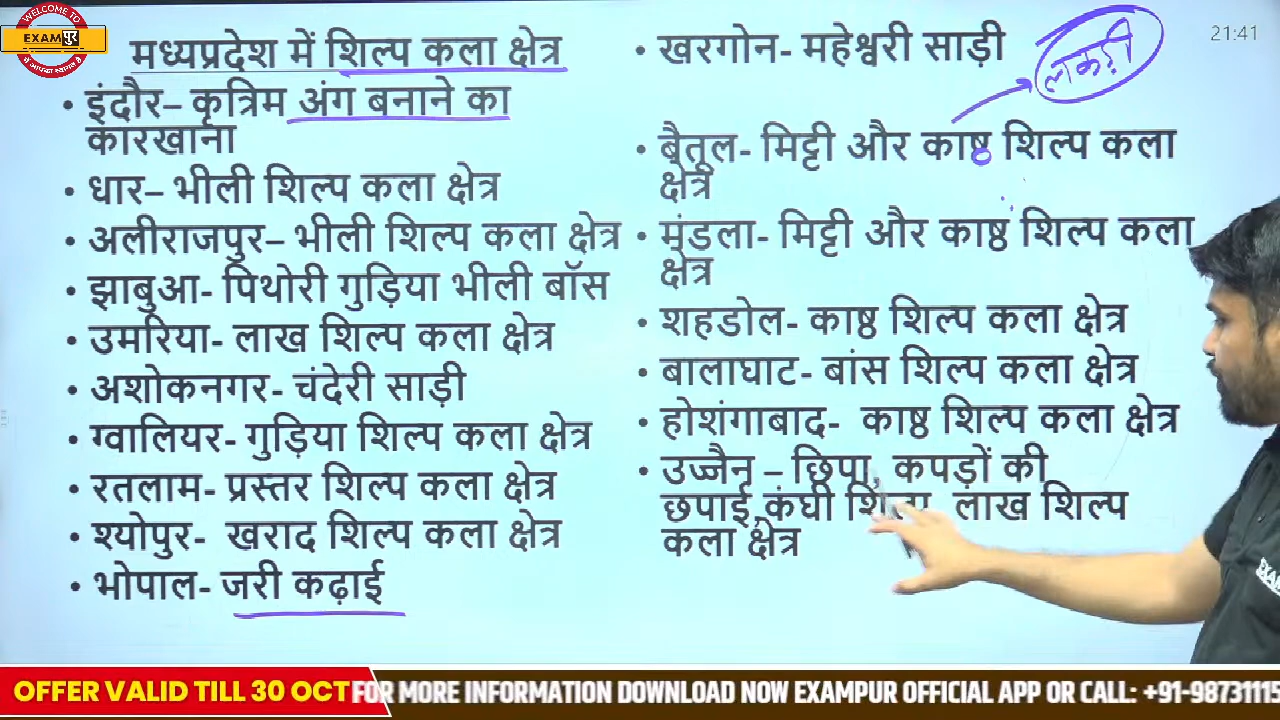 WELCOME TO
EXAM पुर
में आपका स्वागत है
21:41
मध्यप्रदेश में शिल्प कला क्षेत्र
• इंदौर– कृत्रिम अंग बनाने का
कारखाना
• धार– भीली शिल्प कला क्षेत्र
• अलीराजपुर– भीली शिल्प कला क्षेत्र
• झाबुआ- पिथोरी गुड़िया भीली बॉस
• उमरिया- लाख शिल्प कला क्षेत्र
• अशोकनगर- चंदेरी साड़ी
• ग्वालियर- गुड़िया शिल्प कला क्षेत्र
• रतलाम- प्रस्तर शिल्प कला क्षेत्र
• श्योपुर- खराद शिल्प कला क्षेत्र
• भोपाल- जरी कढ़ाई
• खरगोन- महेश्वरी साड़ी
लकड़ी
• बैतूल- मिट्टी और काष्ठ शिल्प कला
क्षेत्र
• मंडला- मिट्टी और काष्ठ शिल्प कला
क्षेत्र
• शहडोल- काष्ठ शिल्प कला क्षेत्र
• बालाघाट- बांस शिल्प कला क्षेत्र
• होशंगाबाद- काष्ठ शिल्प कला क्षेत्र
• उज्जैन – छिपा, कपड़ों की
छपाई,कंघी शिल्प, लाख शिल्प
कला क्षेत्र
OFFER VALID TILL 30 OCT
FOR MORE INFORMATION DOWNLOAD NOW EXAMPUR OFFICIAL APP OR CALL: +91-98731115